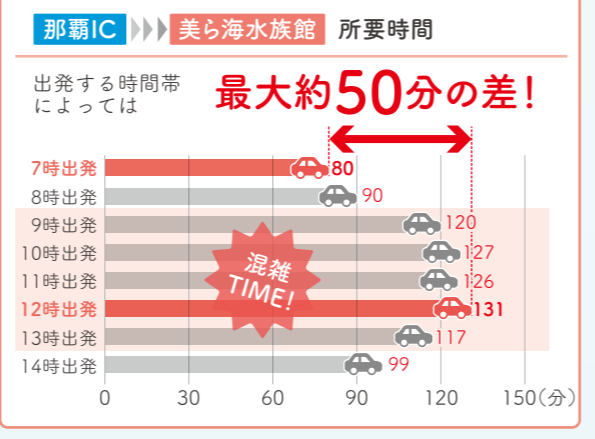 那覇IC 美ら海水族館 所要時間
出発する時間帯
によっては
最大約50分の差!
7時出発 80
8時出発 90
9時出発 120
10時出発 127
11時出発 126
12時出発 131
13時出発 117
14時出発 99
混雑
TIME!
0 30 60 90 120 150(分)